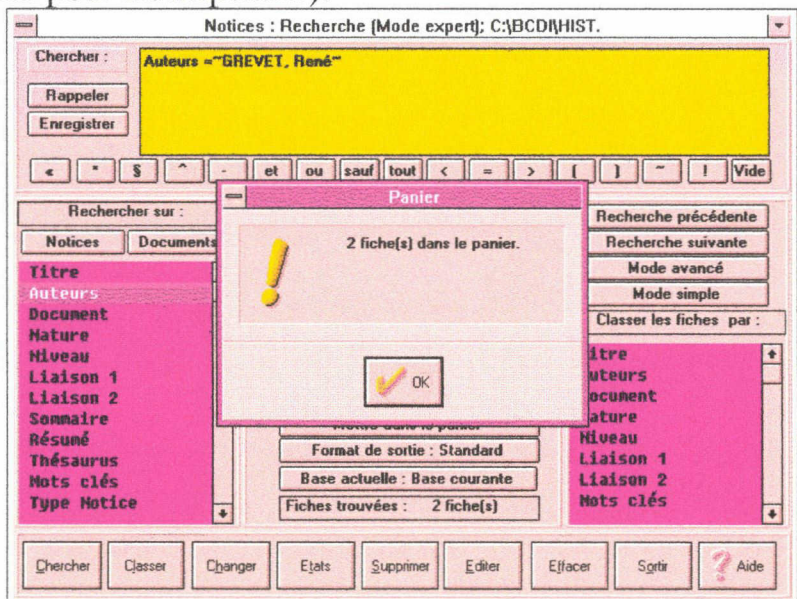 Notices : Recherche (Mode expert); C:\BCDI\HIST.
Chercher :
Auteurs =~GREVET, René~
Rappeler
Enregistrer
« * § ^ - et ou sauf tout < = > ( ) ~ ! Vide
Rechercher sur :
Notices Documents
Titre
Auteurs
Document
Nature
Niveau
Liaison 1
Liaison 2
Sommaire
Résumé
Thésaurus
Mots clés
Type Notice
Panier
2 fiche(s) dans le panier.
OK
Format de sortie : Standard
Base actuelle : Base courante
Fiches trouvées : 2 fiche(s)
Recherche précédente
Recherche suivante
Mode avancé
Mode simple
Classer les fiches par :
itre
uteurs
ocument
ature
Niveau
Liaison 1
Liaison 2
Mots clés
Chercher Classer Changer Etats Supprimer Editer Effacer Sortir Aide